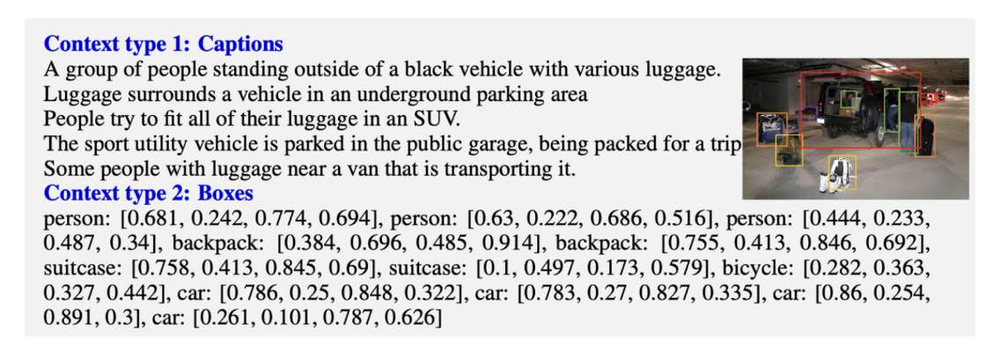 Context type 1: Captions
A group of people standing outside of a black vehicle with various luggage.
Luggage surrounds a vehicle in an underground parking area
People try to fit all of their luggage in an SUV.
The sport utility vehicle is parked in the public garage, being packed for a trip
Some people with luggage near a van that is transporting it.
Context type 2: Boxes
person: [0.681, 0.242, 0.774, 0.694], person: [0.63, 0.222, 0.686, 0.516], person: [0.444, 0.233,
0.487, 0.34], backpack: [0.384, 0.696, 0.485, 0.914], backpack: [0.755, 0.413, 0.846, 0.692],
suitcase: [0.758, 0.413, 0.845, 0.69], suitcase: [0.1, 0.497, 0.173, 0.579], bicycle: [0.282, 0.363,
0.327, 0.442], car: [0.786, 0.25, 0.848, 0.322], car: [0.783, 0.27, 0.827, 0.335], car: [0.86, 0.254,
0.891, 0.3], car: [0.261, 0.101, 0.787, 0.626]